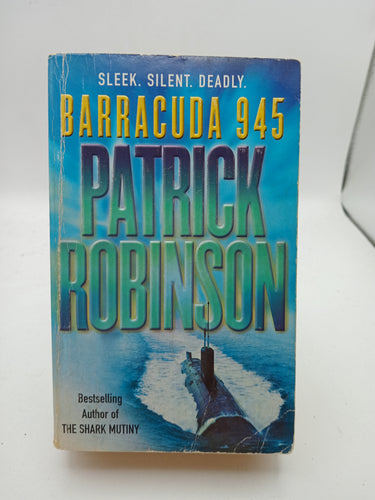 SLEEK. SILENT. DEADLY.
BARRACUDA 945
PATRICK
ROBINSON
Bestselling
Author of
THE SHARK MUTINY